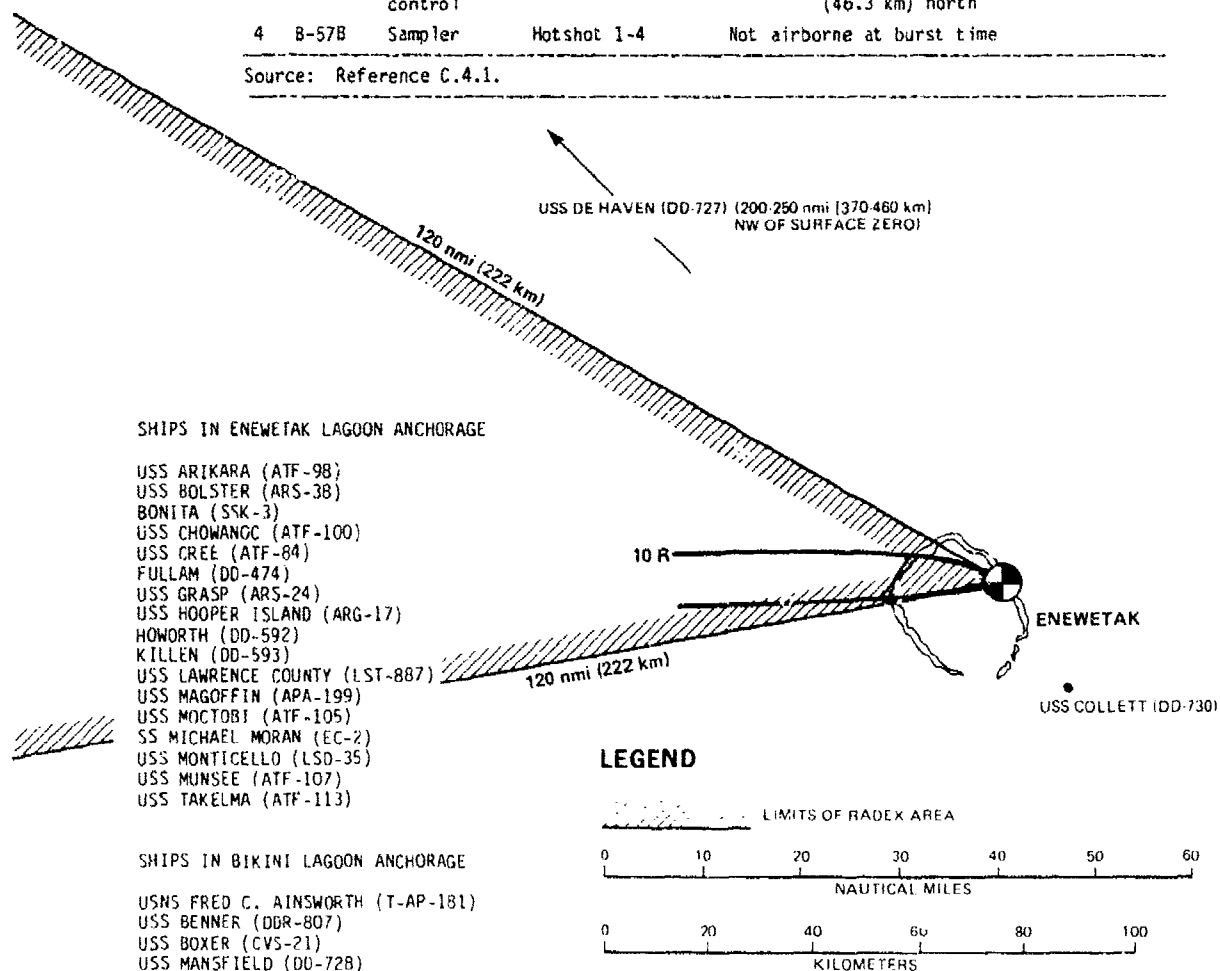 control (46.3 km) north
4 B-57B Sampler Hotshot 1-4 Not airborne at burst time
Source: Reference C.4.1.
USS DE HAVEN (DD-727) (200-250 nmi [370-460 km]
NW OF SURFACE ZERO)
120 nmi (222 km)
SHIPS IN ENEWETAK LAGOON ANCHORAGE
USS ARIKARA (ATF-98)
USS BOLSTER (ARS-38)
BONITA (SSK-3)
USS CHOWANOC (ATF-100)
USS CREE (ATF-84)
FULLAM (DD-474)
USS GRASP (ARS-24)
USS HOOPER ISLAND (ARG-17)
HOWORTH (DD-592)
KILLEN (DD-593)
USS LAWRENCE COUNTY (LST-887)
USS MAGOFFIN (APA-199)
USS MOCTOBI (ATF-105)
SS MICHAEL MORAN (EC-2)
USS MONTICELLO (LSD-35)
USS MUNSEE (ATF-107)
USS TAKELMA (ATF-113)
10 R
ENEWETAK
120 nmi (222 km)
USS COLLETT (DD-730)
LEGEND
LIMITS OF RADEX AREA
0 10 20 30 40 50 60
NAUTICAL MILES
0 20 40 60 80 100
KILOMETERS
SHIPS IN BIKINI LAGOON ANCHORAGE
USNS FRED C. AINSWORTH (T-AP-181)
USS BENNER (DDR-807)
USS BOXER (CVS-21)
USS MANSFIELD (DD-728)